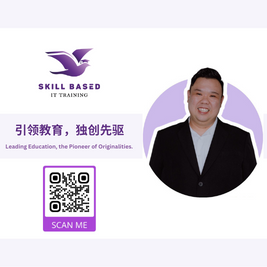 SKILL BASED
IT TRAINING
引领教育，独创先驱
Leading Education, the Pioneer of Originalities.
SCAN ME